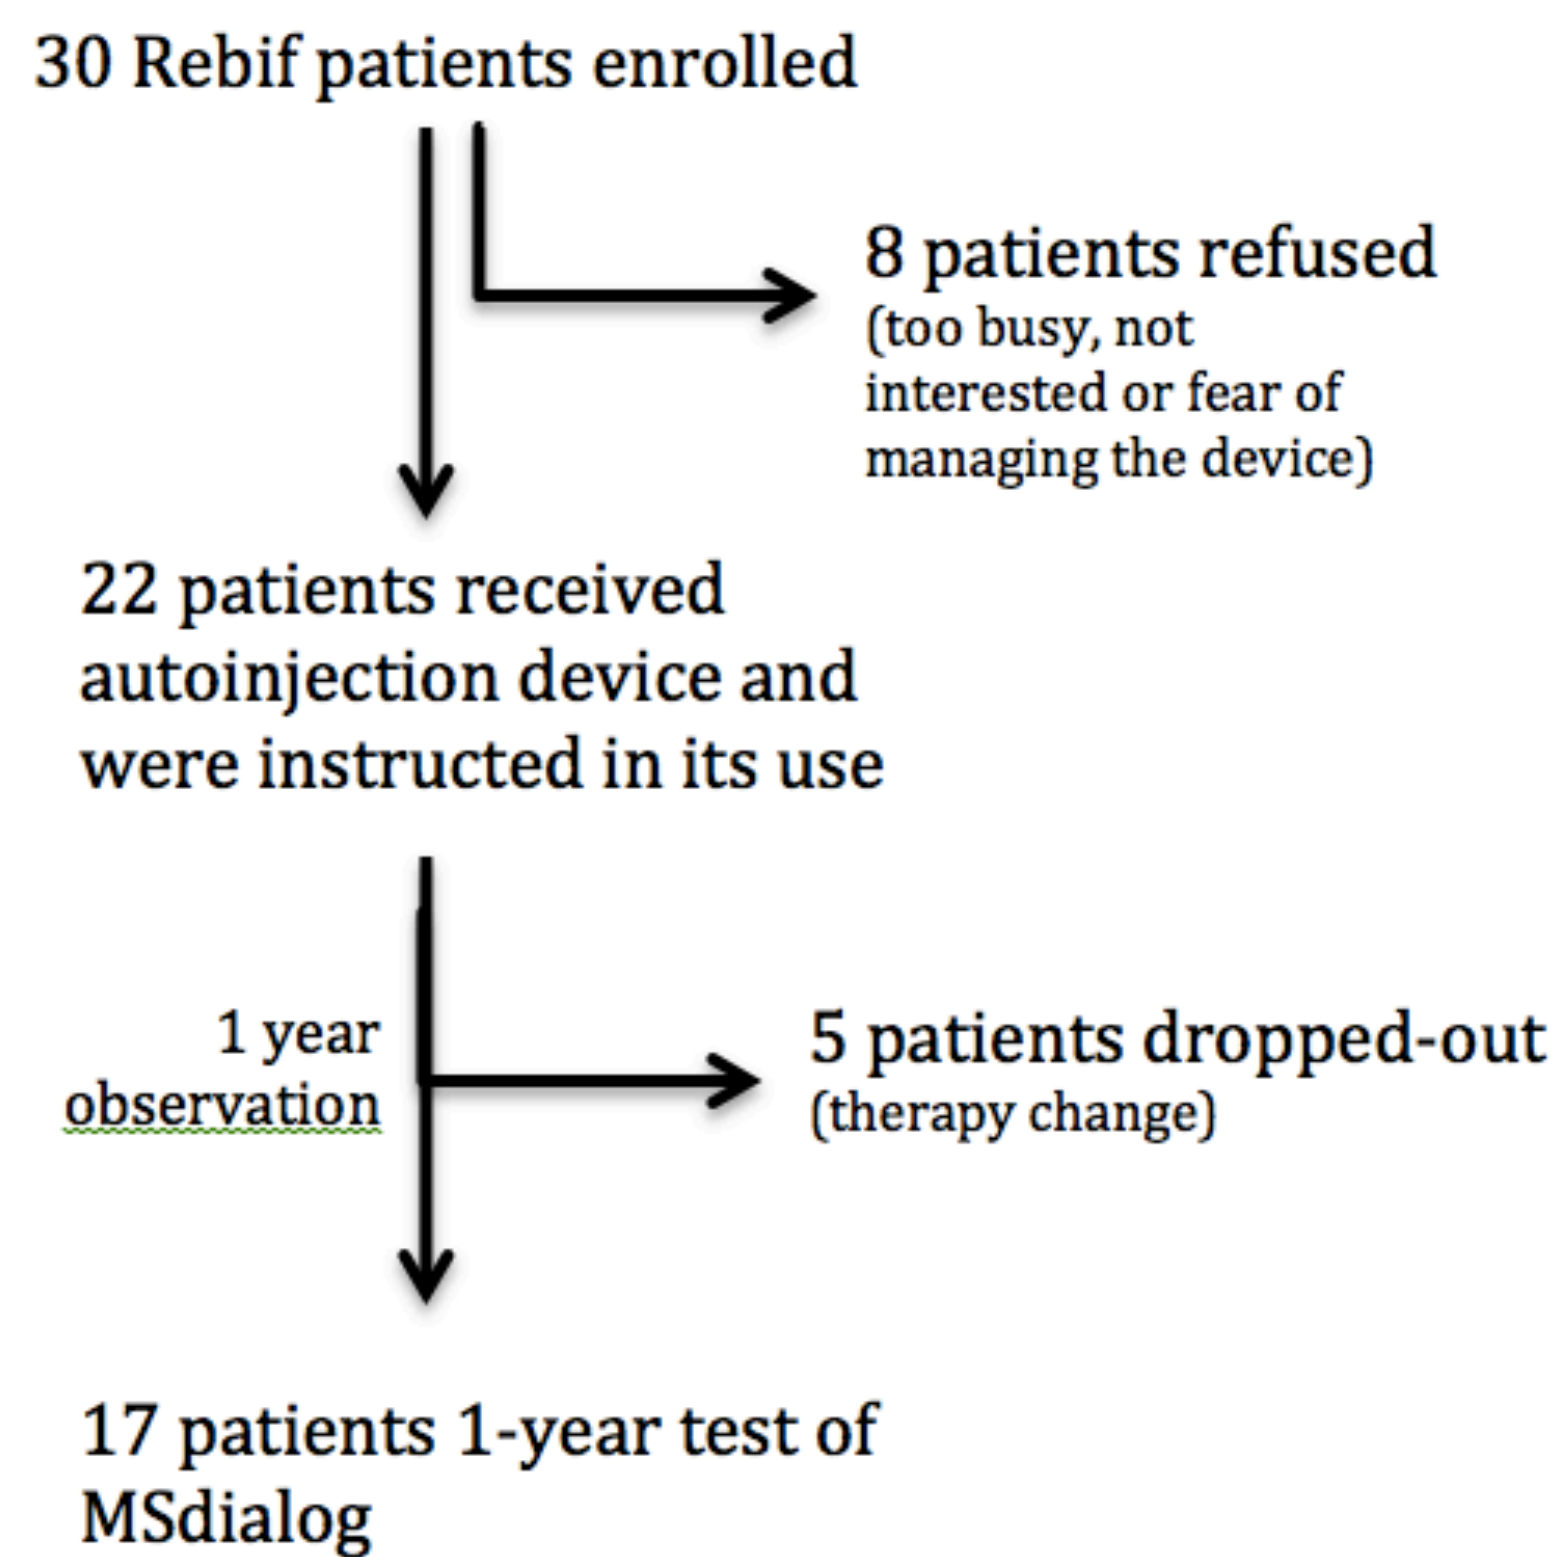 30 Rebif patients enrolled
8 patients refused
(too busy, not
interested or fear of
managing the device)
22 patients received
autoinjection device and
were instructed in its use
1 year
observation
5 patients dropped-out
(therapy change)
17 patients 1-year test of
MSdialog